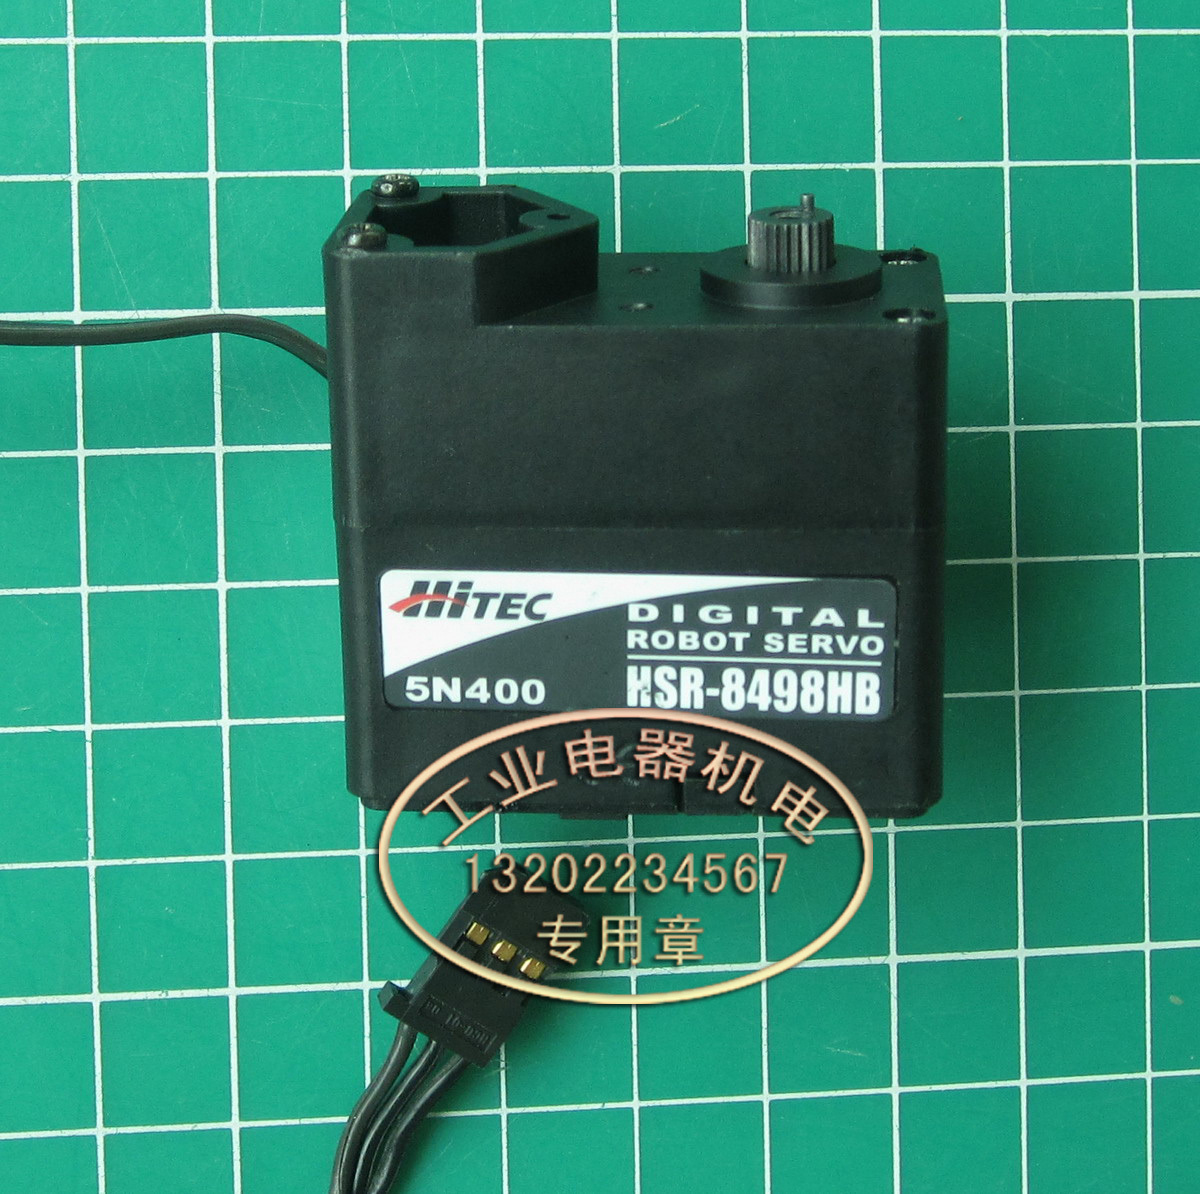 HiTEC
DIGITAL
ROBOT SERVO
HSR-8498HB
5N400
工业电器机电
13202234567
专用章